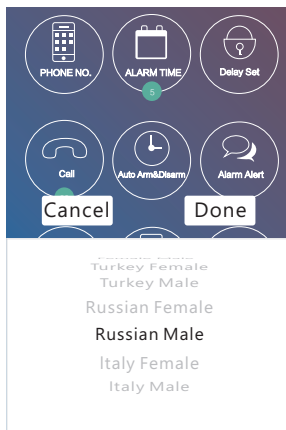 PHONE NO. ALARM TIME Delay Set
5
Call Auto Arm&Disarm Alarm Alert
Cancel Done
Turkey Female
Turkey Male
Russian Female
Russian Male
Italy Female
Italy Male